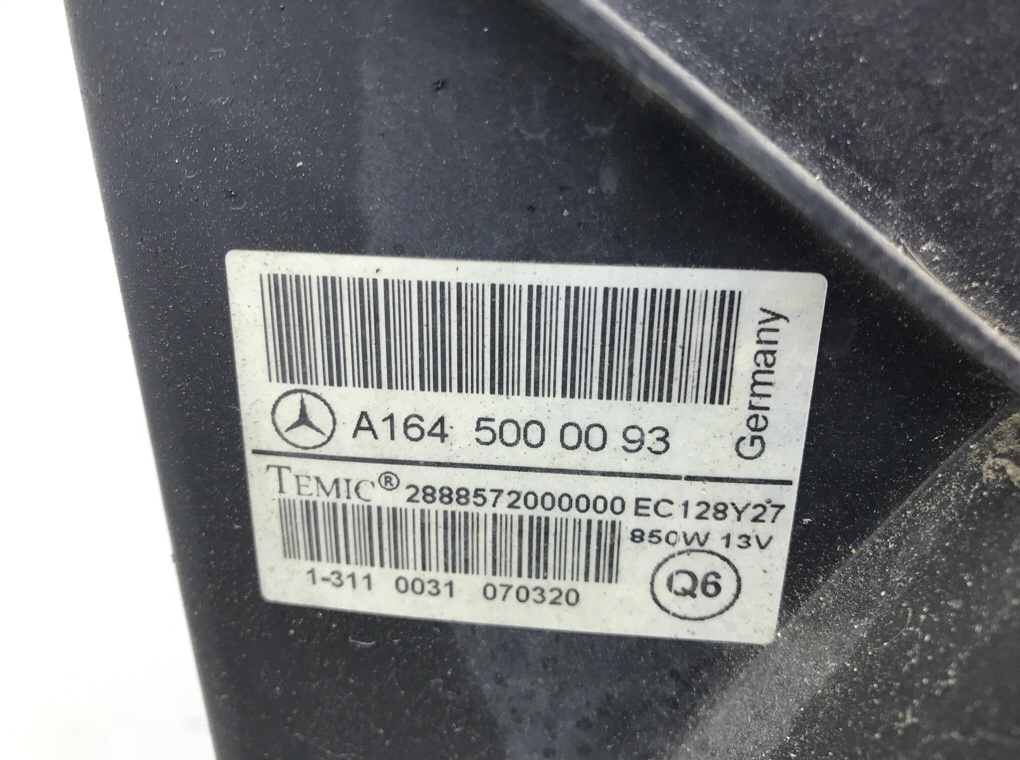 A164 500 00 93
Germany
TEMIC® 2888572000000 EC128Y27
850W 13V
1-311 0031 070320
Q6